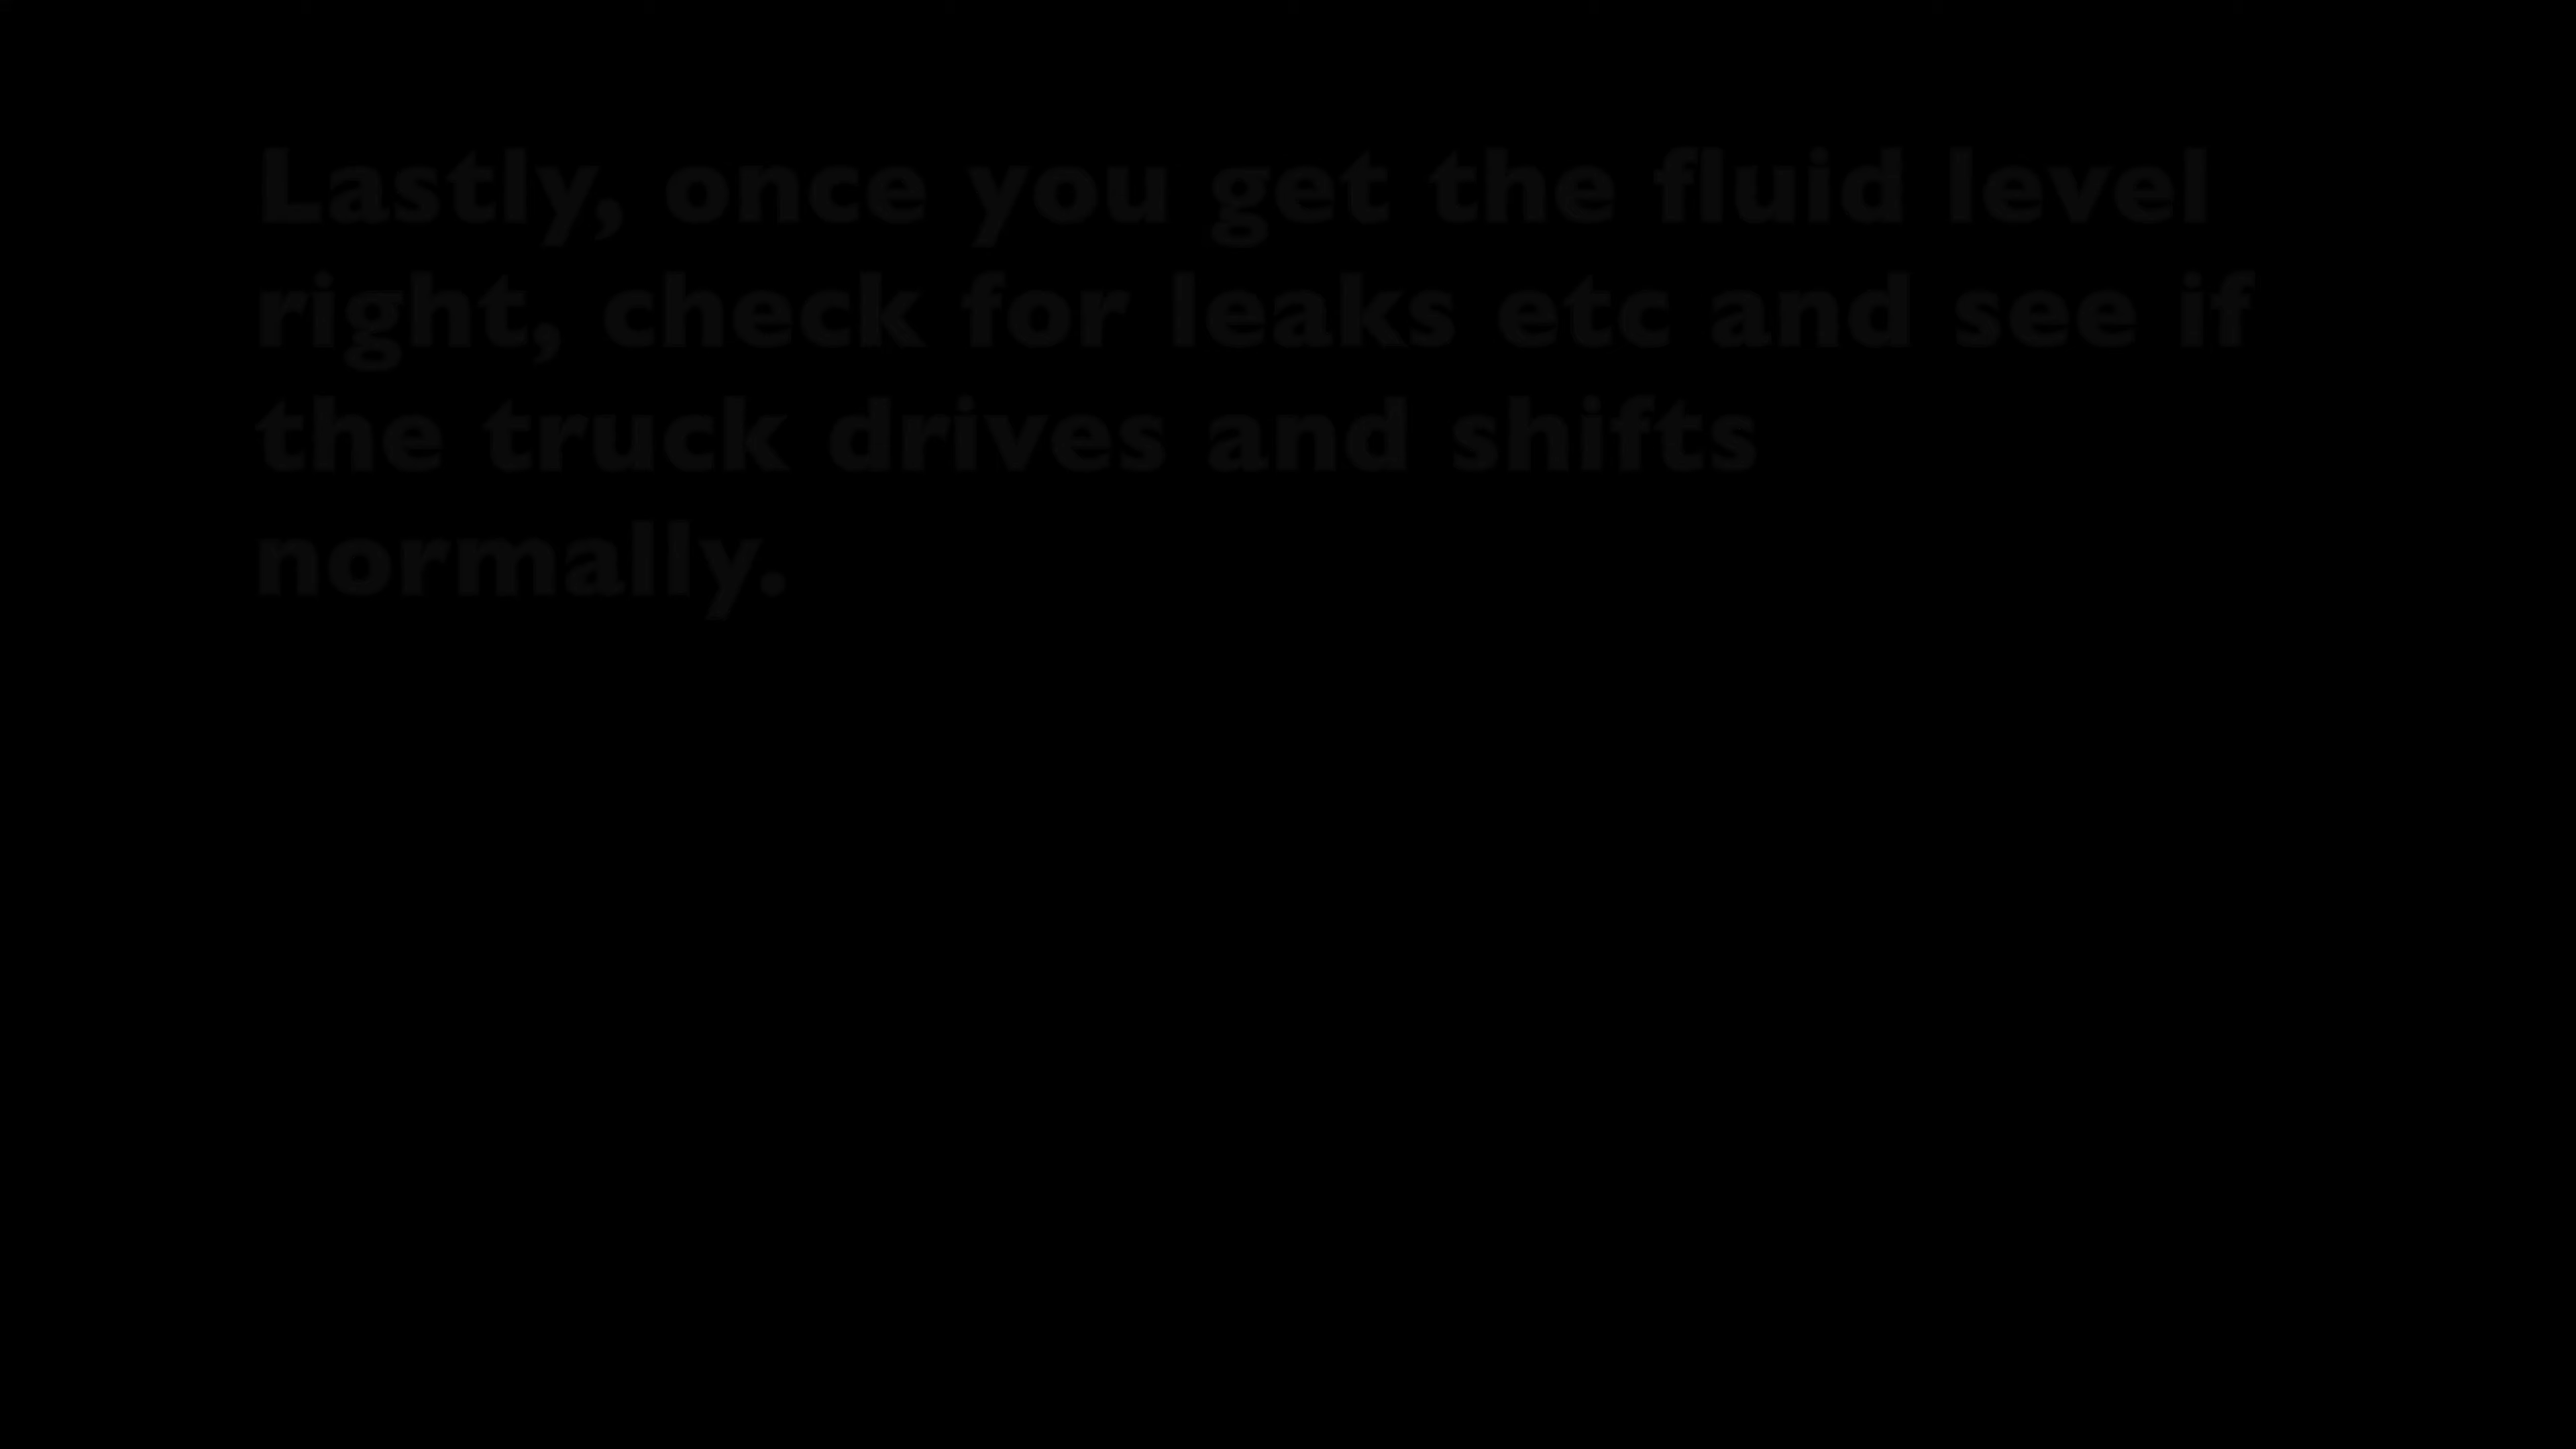 Lastly, once you get the fluid level
right, check for leaks etc and see if
the truck drives and shifts
normally.